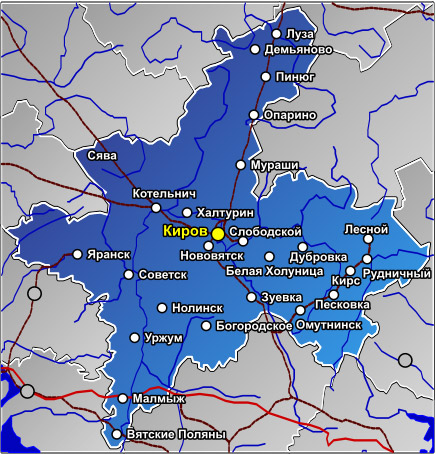 Луза
Демьяново
Пинюг
Опарино
Мураши
Сява
Котельнич
Халтурин
Киров
Слободской
Лесной
Нововятск
Дубровка
Яранск
Белая Холуница
Рудничный
Советск
Кирс
Зуевка
Песковка
Нолинск
Богородское
Омутнинск
Уржум
Малмыж
Вятские Поляны